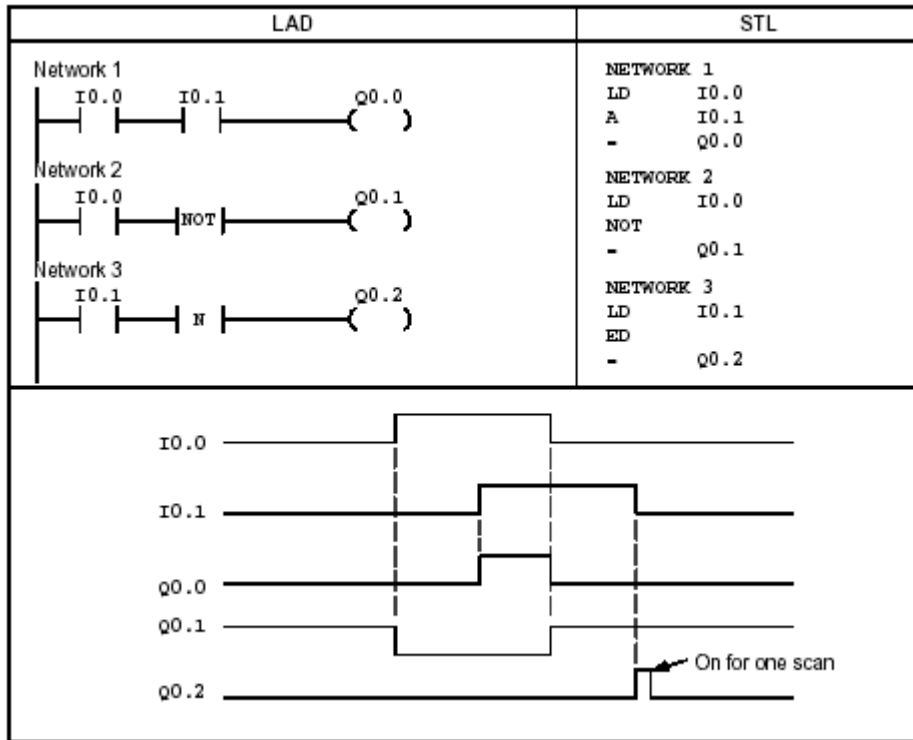 LAD
STL
Network 1
I0.0 I0.1 Q0.0
Network 2
I0.0 NOT Q0.1
Network 3
I0.1 N Q0.2
NETWORK 1
LD I0.0
A I0.1
= Q0.0
NETWORK 2
LD I0.0
NOT
= Q0.1
NETWORK 3
LD I0.1
ED
= Q0.2
I0.0
I0.1
Q0.0
Q0.1
On for one scan
Q0.2